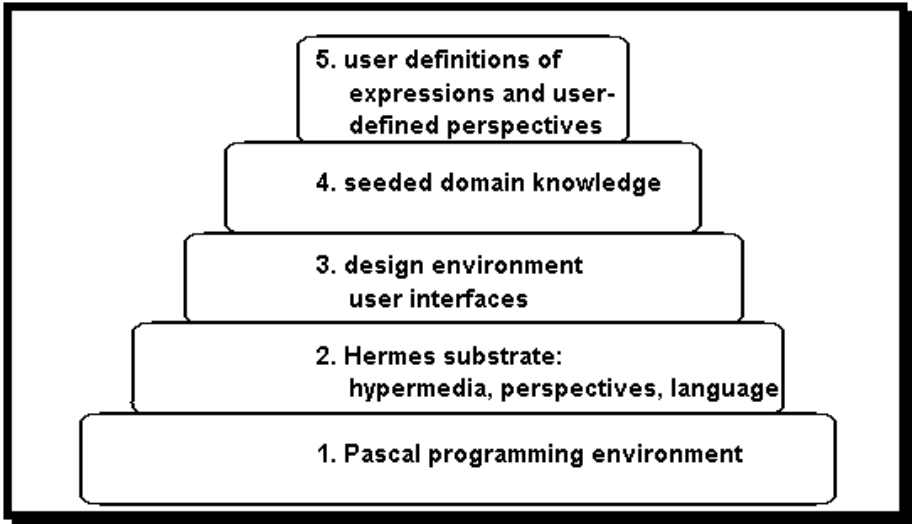 5. user definitions of
expressions and user-
defined perspectives
4. seeded domain knowledge
3. design environment
user interfaces
2. Hermes substrate:
hypermedia, perspectives, language
1. Pascal programming environment